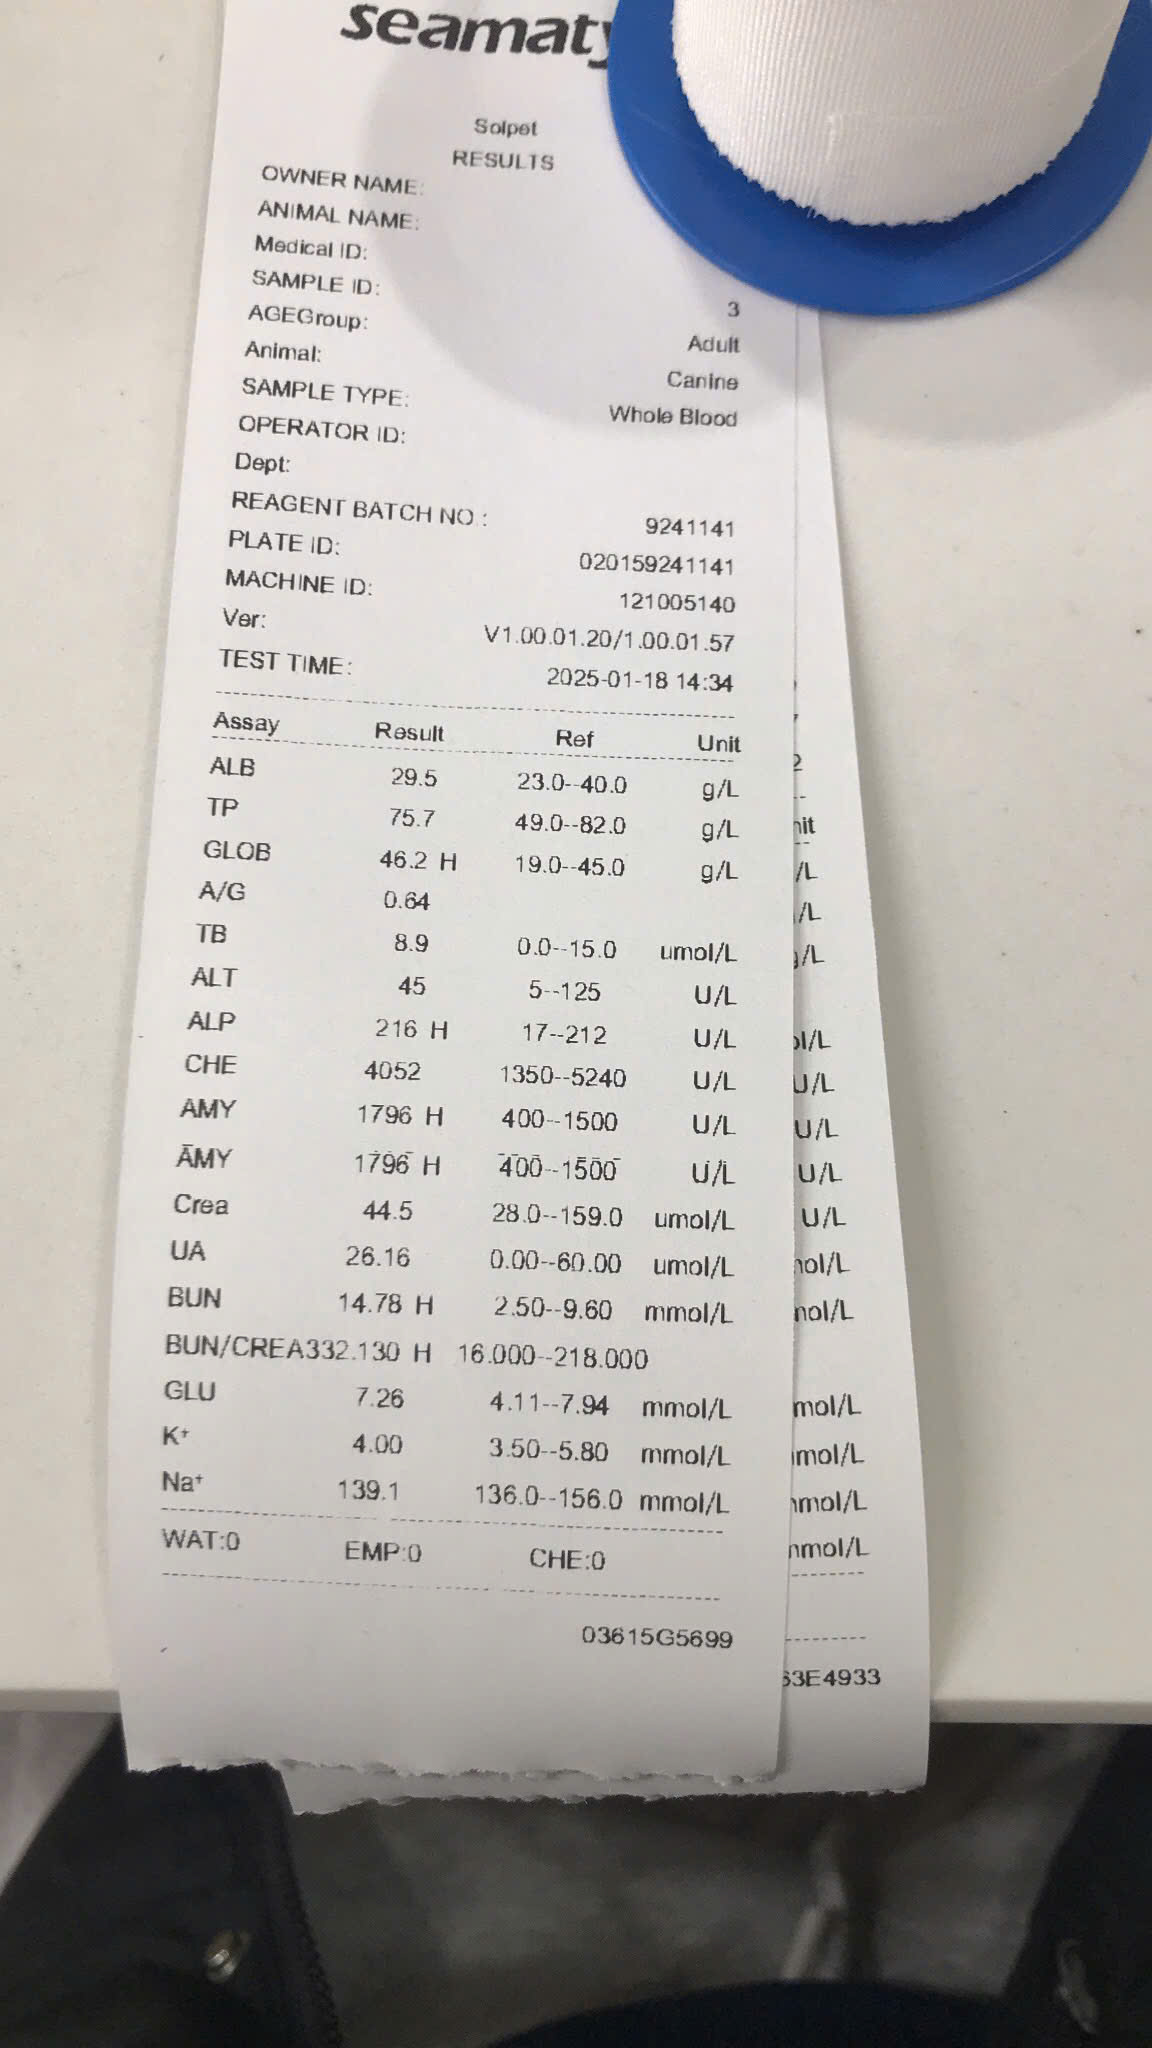 seamaty
Solpet
RESULTS
OWNER NAME:
ANIMAL NAME:
Medical ID:
SAMPLE ID: 3
AGEGroup: Adult
Animal: Canine
SAMPLE TYPE: Whole Blood
OPERATOR ID:
Dept:
REAGENT BATCH NO.: 9241141
PLATE ID: 020159241141
MACHINE ID: 121005140
Ver: V1.00.01.20/1.00.01.57
TEST TIME: 2025-01-18 14:34
Assay Result Ref Unit
ALB 29.5 23.0--40.0 g/L
TP 75.7 49.0--82.0 g/L
GLOB 46.2 H 19.0--45.0 g/L
A/G 0.64
TB 8.9 0.0--15.0 umol/L
ALT 45 5--125 U/L
ALP 216 H 17--212 U/L
CHE 4052 1350--5240 U/L
AMY 1796 H 400--1500 U/L
AMY 1796 H 400--1500 U/L
Crea 44.5 28.0--159.0 umol/L
UA 26.16 0.00--60.00 umol/L
BUN 14.78 H 2.50--9.60 mmol/L
BUN/CREA332.130 H 16.000--218.000
GLU 7.26 4.11--7.94 mmol/L
K+ 4.00 3.50--5.80 mmol/L
Na+ 139.1 136.0--156.0 mmol/L
WAT:0 EMP:0 CHE:0
03615G5699
2
nit
/L
/L
g/L
ol/L
U/L
U/L
U/L
U/L
nol/L
nol/L
mol/L
mmol/L
mmol/L
mmol/L
63E4933